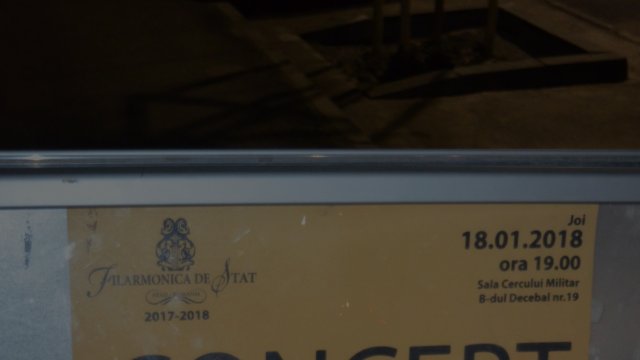 Joi
18.01.2018
ora 19.00
Sala Cercului Militar
B-dul Decebal nr.19
FILARMONICA DE STAT
2017-2018
CONCERT